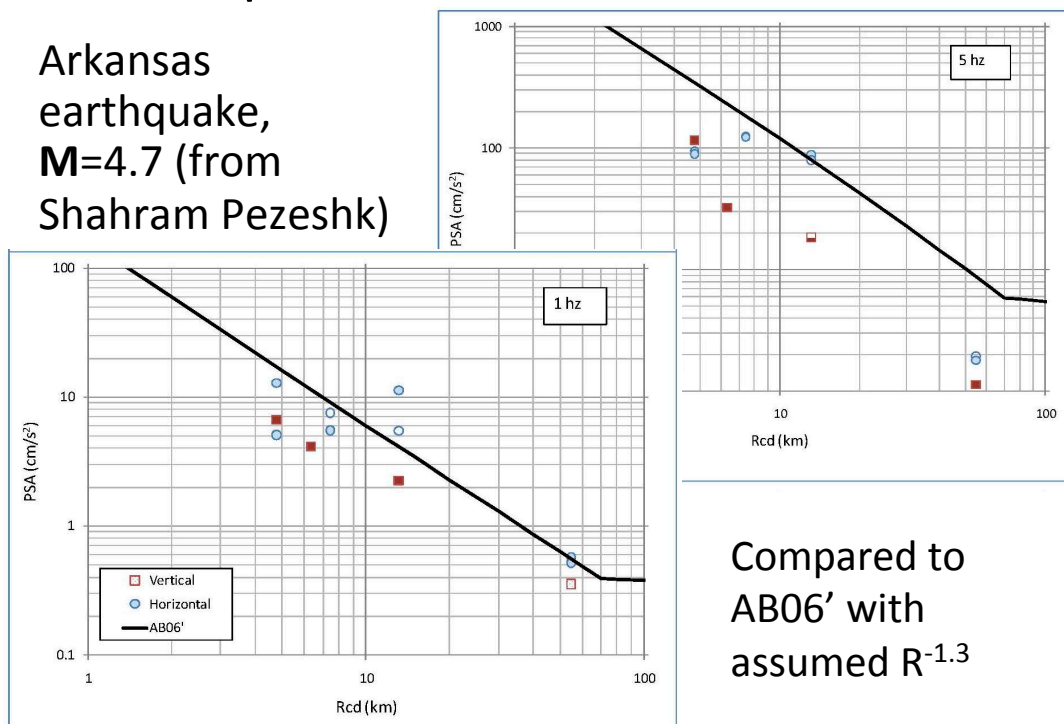 Arkansas
earthquake,
M=4.7 (from
Shahram Pezeshk)
1000
100
PSA (cm/s²)
5 hz
10
100
Rcd (km)
100
10
1
0.1
PSA (cm/s²)
1 hz
Vertical
Horizontal
AB06'
1
10
100
Rcd (km)
Compared to
AB06’ with
assumed R⁻¹·³